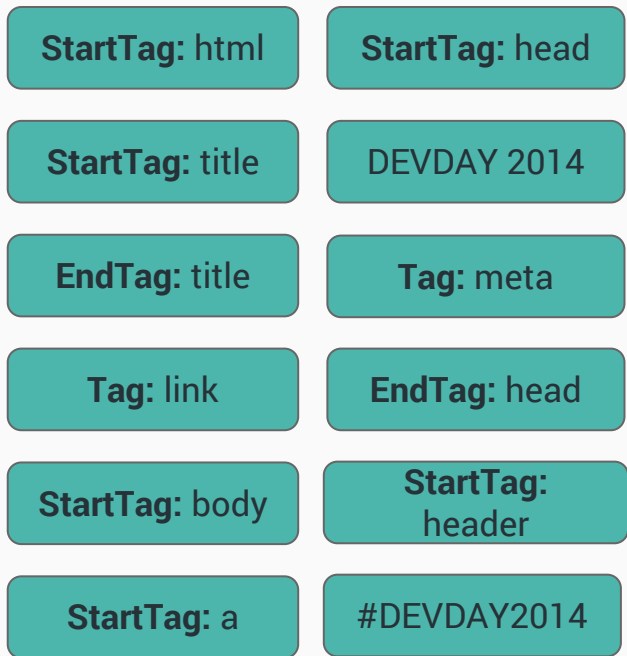 StartTag: html
StartTag: head
StartTag: title
DEVDAY 2014
EndTag: title
Tag: meta
Tag: link
EndTag: head
StartTag: body
StartTag:
header
StartTag: a
#DEVDAY2014